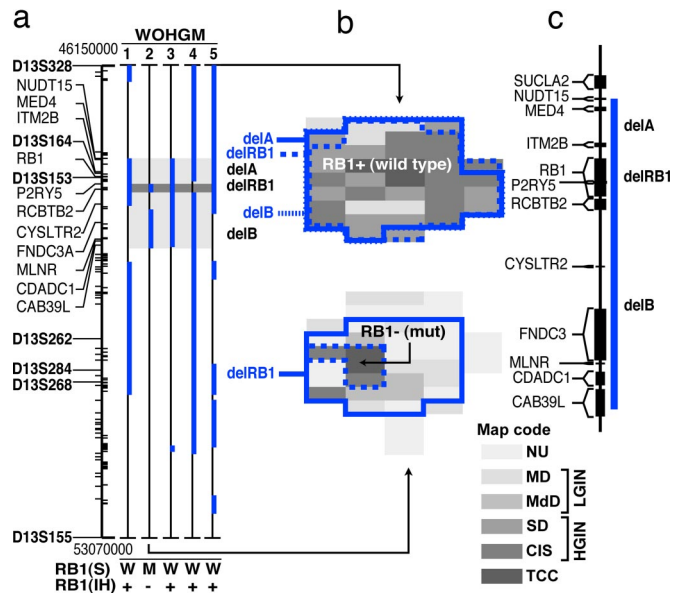 a
b
c
46150000
WOHGM
1 2 3 4 5
D13S328
NUDT15
MED4
ITM2B
D13S164
RB1
D13S153
P2RY5
RCBTB2
CYSLTR2
FNDC3A
MLNR
CDADC1
CAB39L
D13S262
D13S284
D13S268
D13S155
53070000
RB1(S) W M W W W
RB1(IH) + - + + +
delA
delRB1
delB
delA
delRB1
delB
RB1+ (wild type)
RB1- (mut)
delRB1
Map code
NU
MD
MdD
LGIN
SD
CIS
HGIN
TCC
SUCLA2
NUDT15
MED4
ITM2B
RB1
P2RY5
RCBTB2
CYSLTR2
FNDC3
MLNR
CDADC1
CAB39L
delA
delRB1
delB